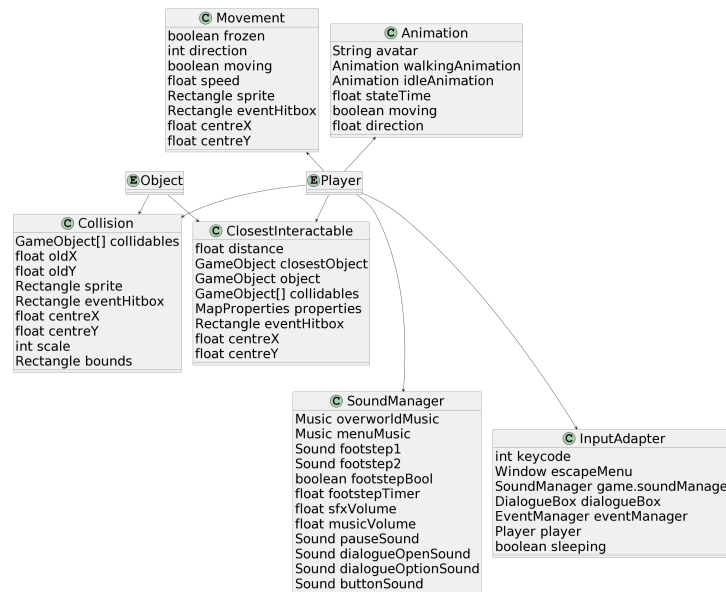 C Movement
boolean frozen
int direction
boolean moving
float speed
Rectangle sprite
Rectangle eventHitbox
float centreX
float centreY
C Animation
String avatar
Animation walkingAnimation
Animation idleAnimation
float stateTime
boolean moving
float direction
E Object
E Player
C Collision
GameObject[] collidables
float oldX
float oldY
Rectangle sprite
Rectangle eventHitbox
float centreX
float centreY
int scale
Rectangle bounds
C ClosestInteractable
float distance
GameObject closestObject
GameObject object
GameObject[] collidables
MapProperties properties
Rectangle eventHitbox
float centreX
float centreY
C SoundManager
Music overworldMusic
Music menuMusic
Sound footstep1
Sound footstep2
boolean footstepBool
float footstepTimer
float sfxVolume
float musicVolume
Sound pauseSound
Sound dialogueOpenSound
Sound dialogueOptionSound
Sound buttonSound
C InputAdapter
int keycode
Window escapeMenu
SoundManager game.soundManage
DialogueBox dialogueBox
EventManager eventManager
Player player
boolean sleeping